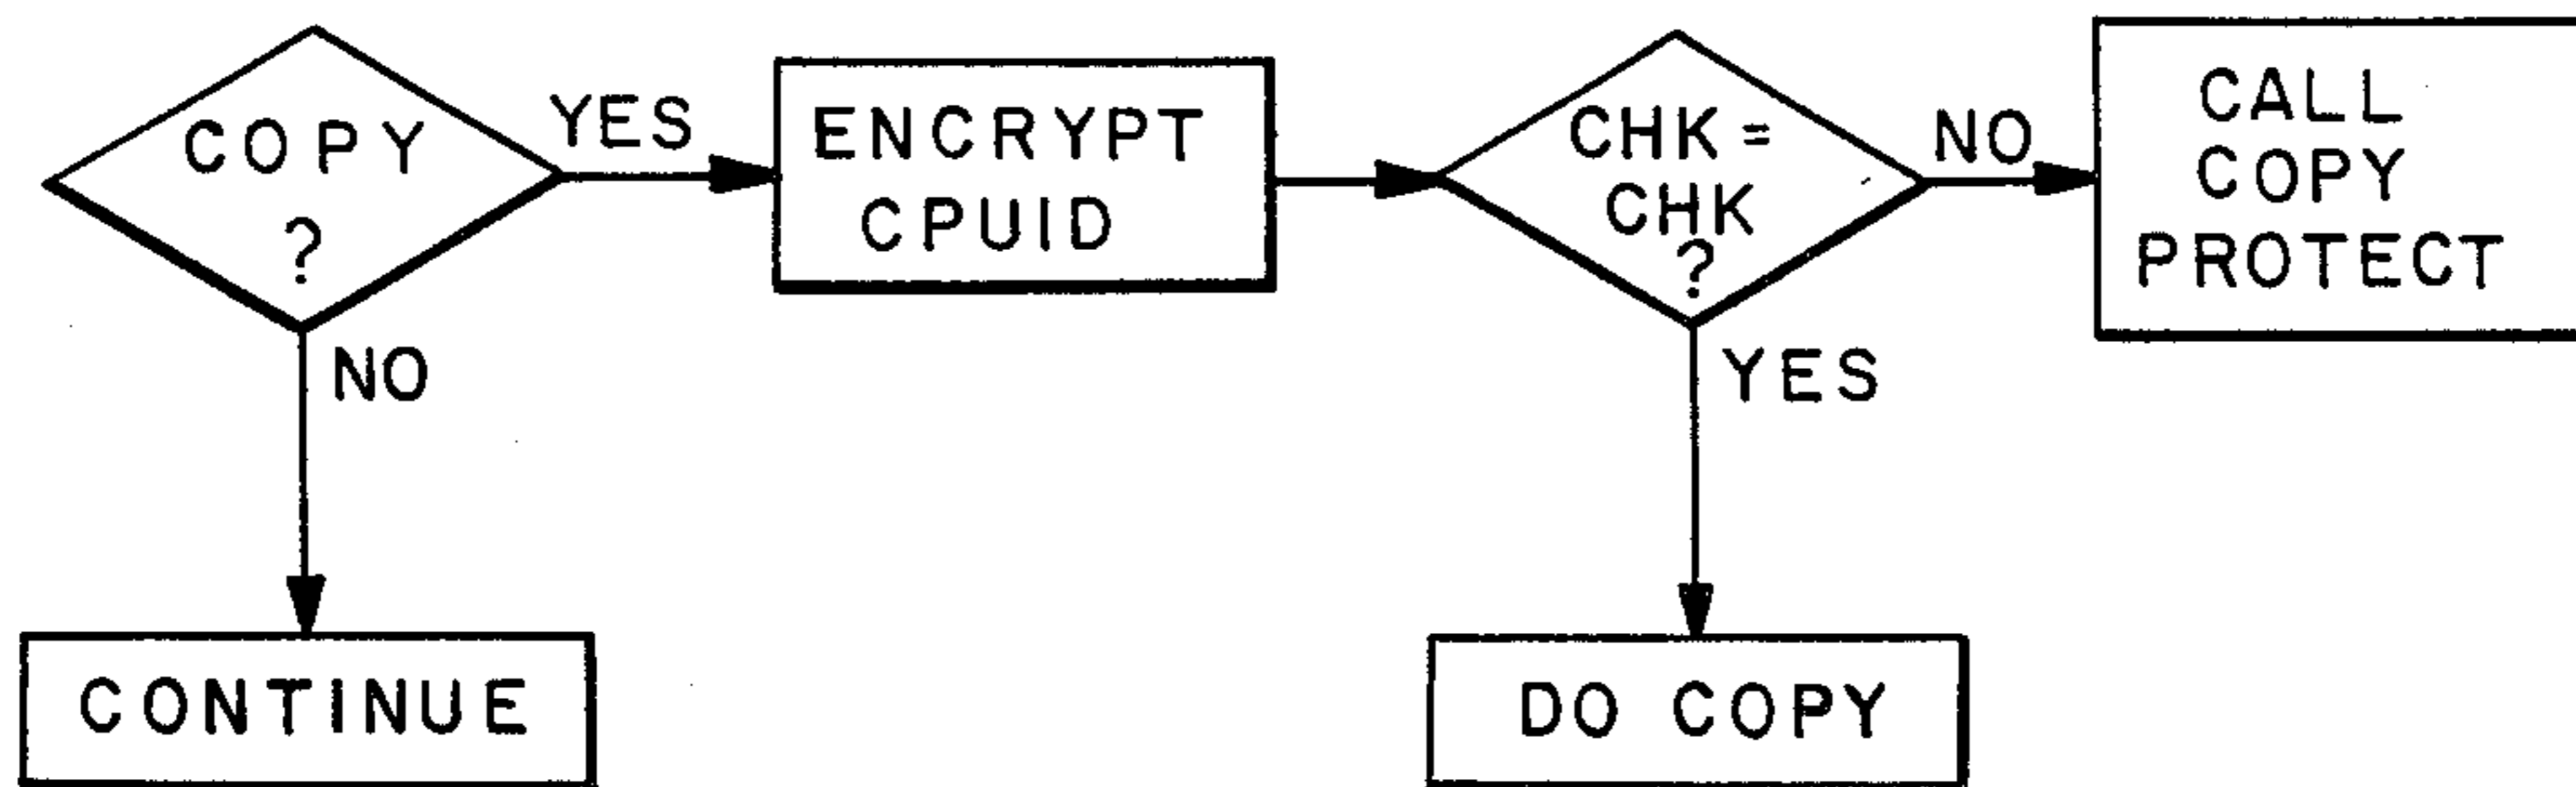 COPY
?
YES
NO
CONTINUE
ENCRYPT
CPUID
CHK =
CHK
?
NO
YES
DO COPY
CALL
COPY
PROTECT